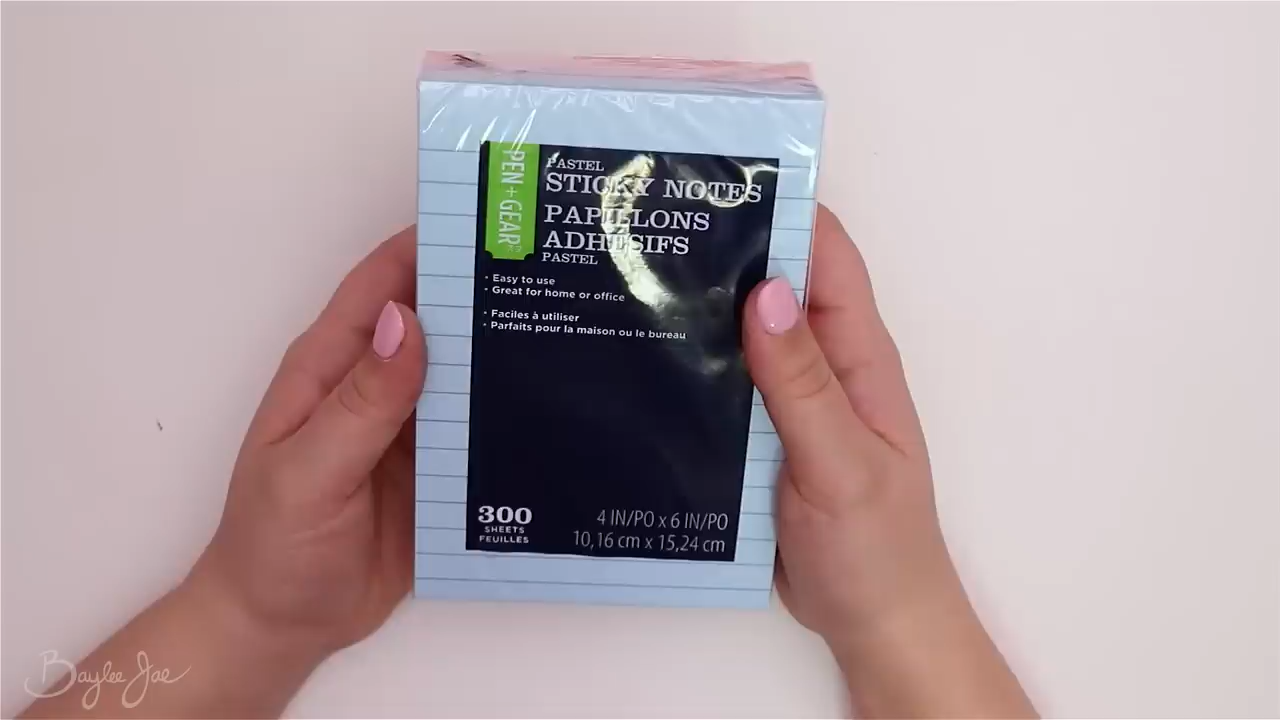 PEN+GEAR
PASTEL
STICKY NOTES
PAPILLONS
ADHÉSIFS
PASTEL
• Easy to use
• Great for home or office
• Faciles à utiliser
• Parfaits pour la maison ou le bureau
300
SHEETS
FEUILLES
4 IN/PO x 6 IN/PO
10,16 cm x 15,24 cm
Baylee Jae